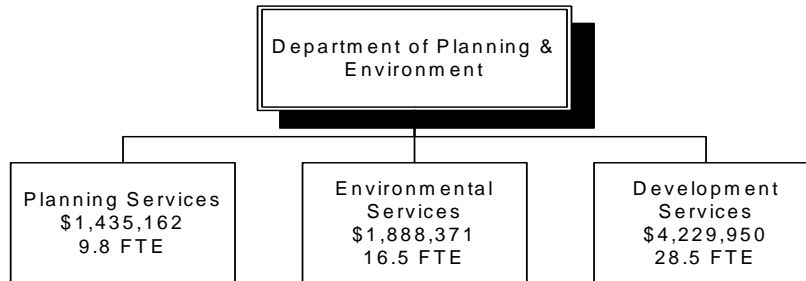 Department of Planning &
Environment
Planning Services
$1,435,162
9.8 FTE
Environmental
Services
$1,888,371
16.5 FTE
Development
Services
$4,229,950
28.5 FTE